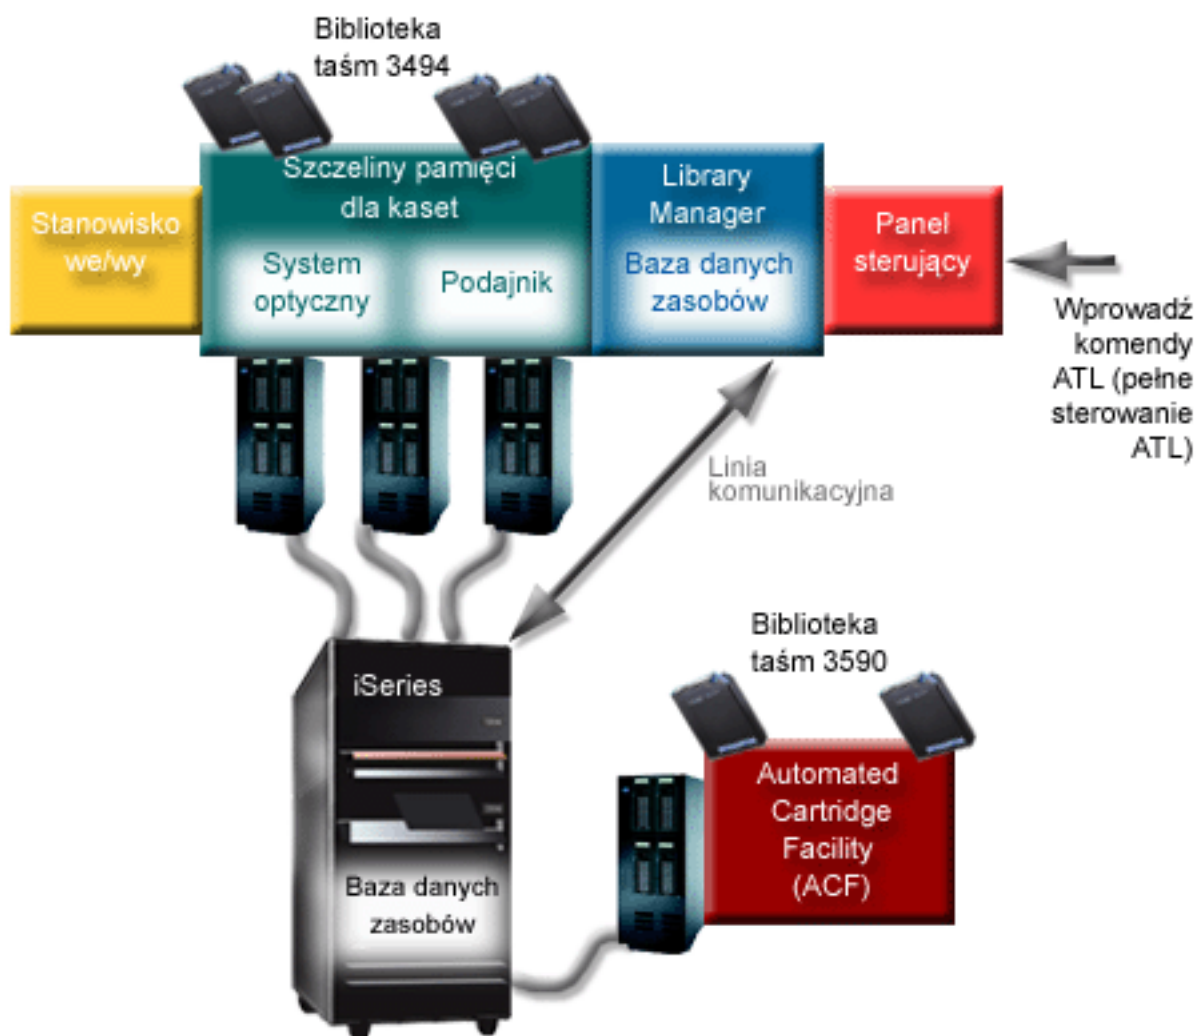 Biblioteka
taśm 3494
Szczeliny pamięci
dla kaset
Library
Manager
Stanowisko
we/wy
Panel
sterujący
System
optyczny
Podajnik
Baza danych
zasobów
Wprowadź
komendy
ATL (pełne
sterowanie
ATL)
Linia
komunikacyjna
Biblioteka
taśm 3590
iSeries
Automated
Cartridge
Facility
(ACF)
Baza danych
zasobów